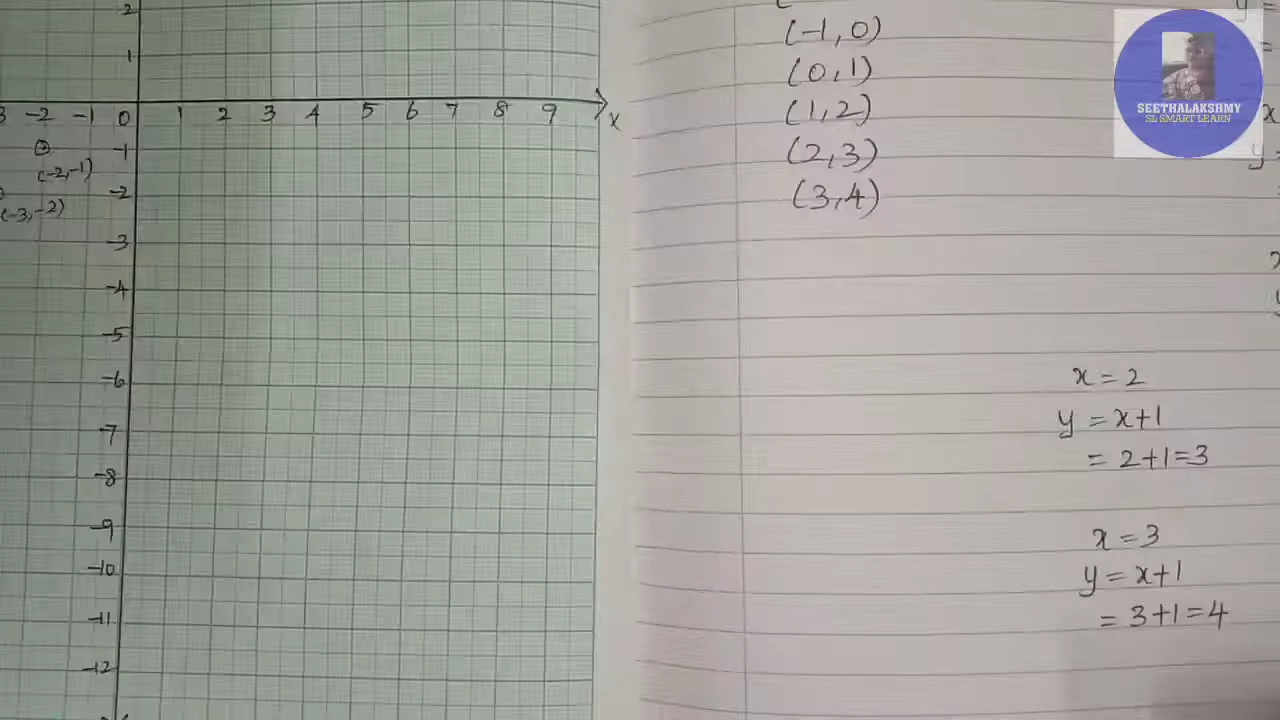 2
1
3 -2 -1 0 1 2 3 4 5 6 7 8 9 x
-1
(-2,-1)
-2
(-3,-2)
-3
-4
-5
-6
-7
-8
-9
-10
-11
-12
(-1,0)
(0,1)
(1,2)
(2,3)
(3,4)
y =
=
x
y =
x = 2
y = x+1
= 2+1=3
x = 3
y = x+1
= 3+1=4
SEETHALAKSHMY
SL SMART LEARN